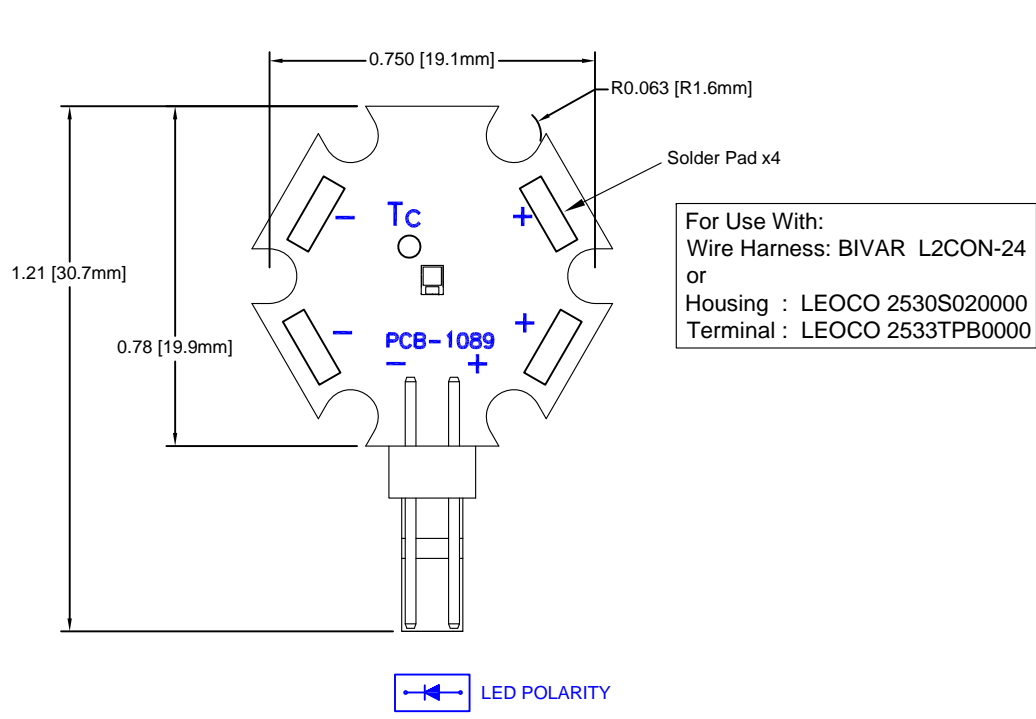 0.750 [19.1mm]
R0.063 [R1.6mm]
Solder Pad x4
- Tc +
For Use With:
Wire Harness: BIVAR L2CON-24
or
Housing : LEOCO 2530S020000
Terminal : LEOCO 2533TPB0000
1.21 [30.7mm]
0.78 [19.9mm]
- +
PCB-1089
- +
LED POLARITY